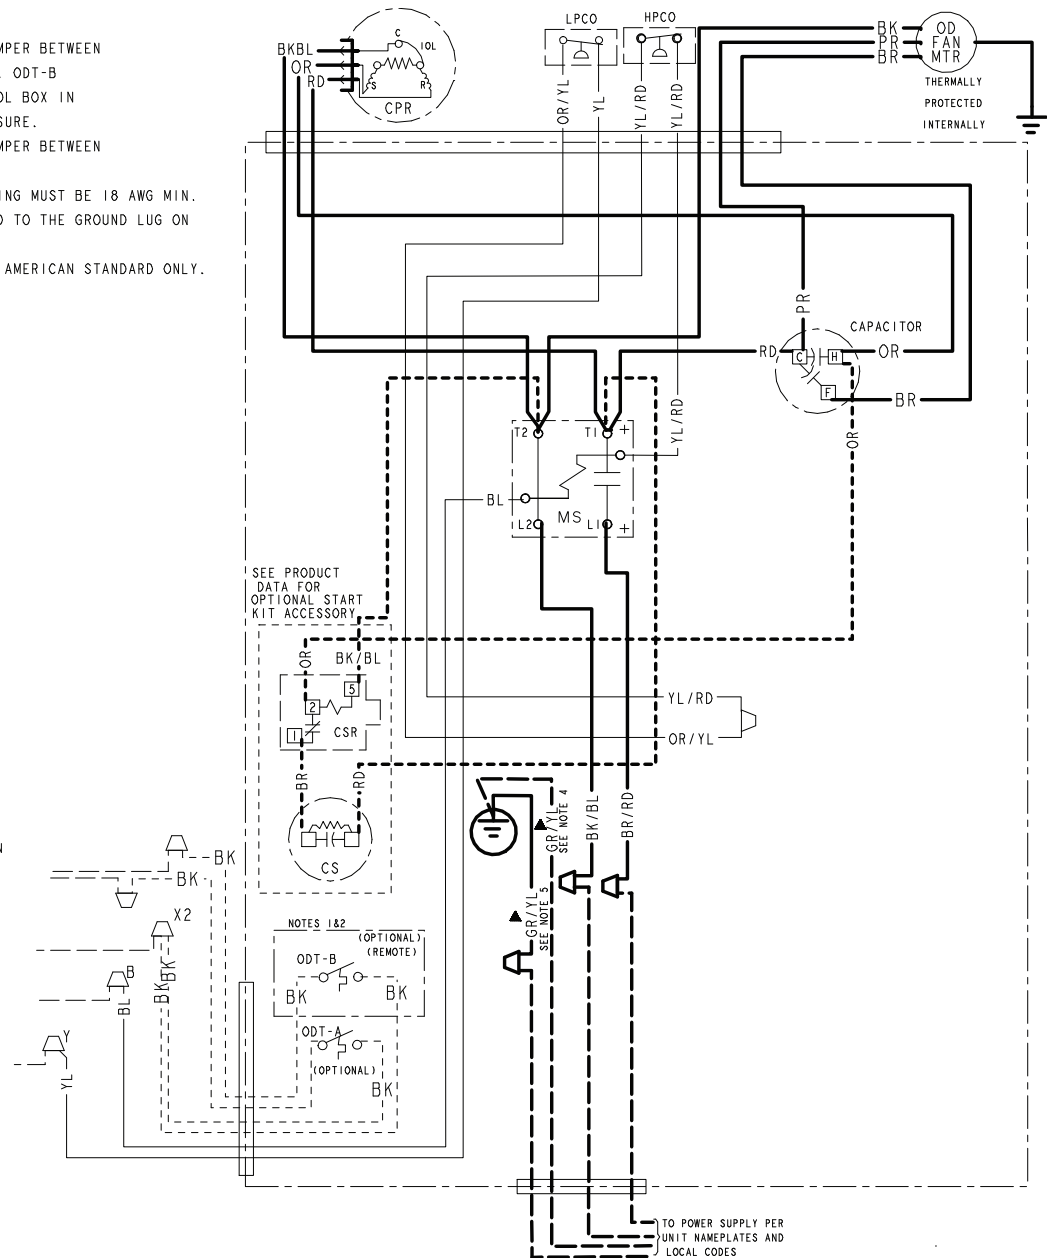 MPER BETWEEN
ODT-B
OL BOX IN
SURE.
MPER BETWEEN
ING MUST BE 18 AWG MIN.
O TO THE GROUND LUG ON
AMERICAN STANDARD ONLY.
BKBL
OR
RD
C
IOL
S
R
CPR
LPCO
HPCO
OR/YL
YL
YL/RD
YL/RD
BK
PR
BR
OD
FAN
MTR
THERMALLY
PROTECTED
INTERNALLY
PR
CAPACITOR
RD
C
H
OR
F
BR
OR
YL/RD
T2
T1
+
BL
MS
L2
L1
+
SEE PRODUCT
DATA FOR
OPTIONAL START
KIT ACCESSORY
OR
BK/BL
5
2
1
CSR
BR
RD
CS
YL/RD
OR/YL
GR/YL
SEE NOTE 4
BK/BL
BR/RD
GR/YL
SEE NOTE 5
N
BK
BK
X2
BK
BK
B
BL
Y
YL
NOTES 1&2
(OPTIONAL)
(REMOTE)
ODT-B
BK
BK
ODT-A
(OPTIONAL)
BK
TO POWER SUPPLY PER
UNIT NAMEPLATES AND
LOCAL CODES